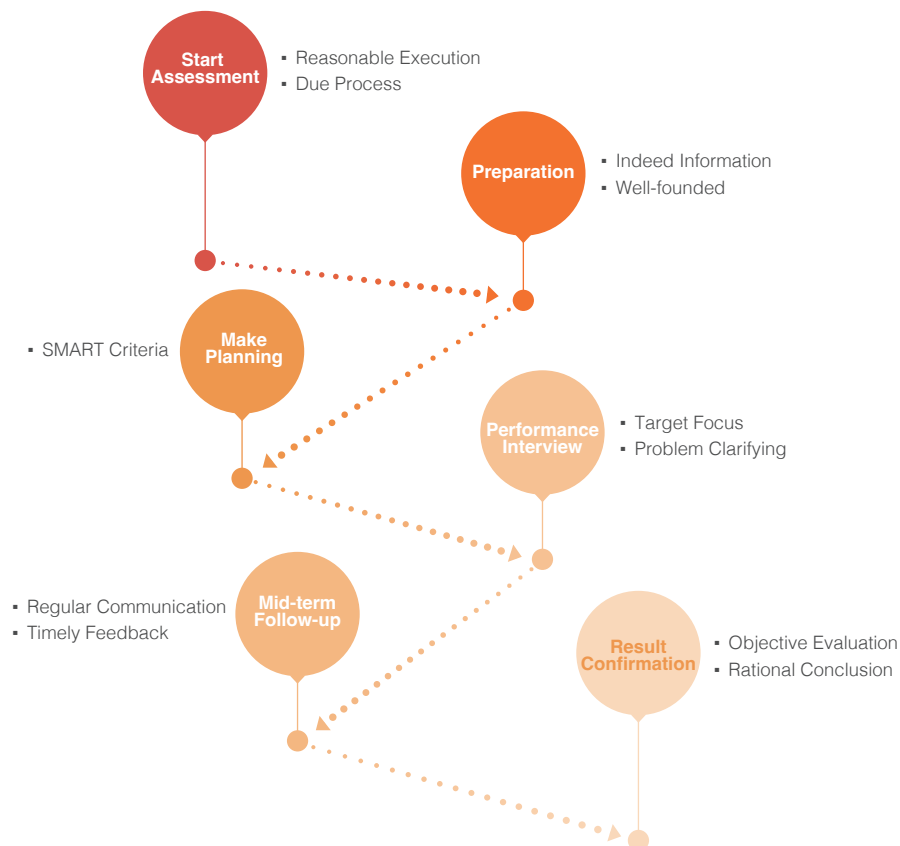 Start
Assessment
▪ Reasonable Execution
▪ Due Process
Preparation
▪ Indeed Information
▪ Well-founded
Make
Planning
▪ SMART Criteria
Performance
Interview
▪ Target Focus
▪ Problem Clarifying
Mid-term
Follow-up
▪ Regular Communication
▪ Timely Feedback
Result
Confirmation
▪ Objective Evaluation
▪ Rational Conclusion